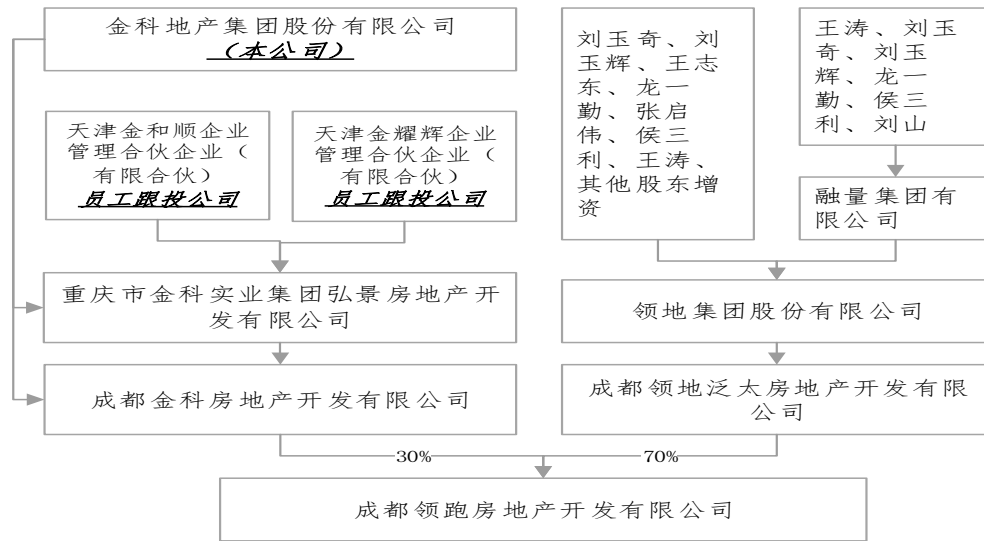 金科地产集团股份有限公司
（本公司）
刘玉奇、刘
玉辉、王志
东、龙一
勤、张启
伟、侯三
利、王涛、
其他股东增
资
王涛、刘玉
奇、刘玉
辉、龙一
勤、侯三
利、刘山
天津金和顺企业
管理合伙企业（
有限合伙）
员工跟投公司
天津金耀辉企业
管理合伙企业（
有限合伙）
员工跟投公司
融量集团有
限公司
重庆市金科实业集团弘景房地产开
发有限公司
领地集团股份有限公司
成都金科房地产开发有限公司
成都领地泛太房地产开发有限
公司
30%
70%
成都领跑房地产开发有限公司